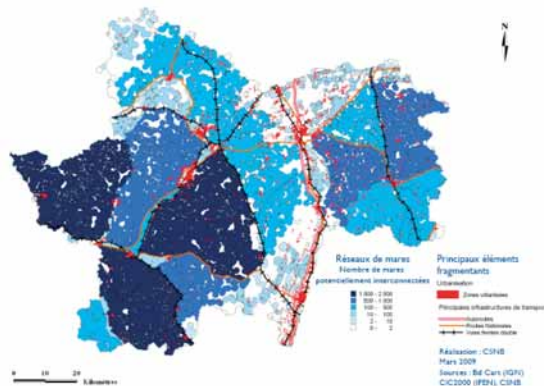 N
Réseaux de mares
Nombre de mares
potentiellement interconnectées
1 000 - 2 000
500 - 1 000
100 - 500
10 - 100
2 - 10
0 - 2
Principaux éléments
fragmentants
Urbanisation
Zones urbanisées
Principales infrastructures de transport
Autoroutes
Routes Nationales
Voies ferrées double
Réalisation : CSNB
Mars 2009
Sources : Bd Cart (IGN)
CIC2000 (IFEN), CSNB
0 10 20
Kilomètres